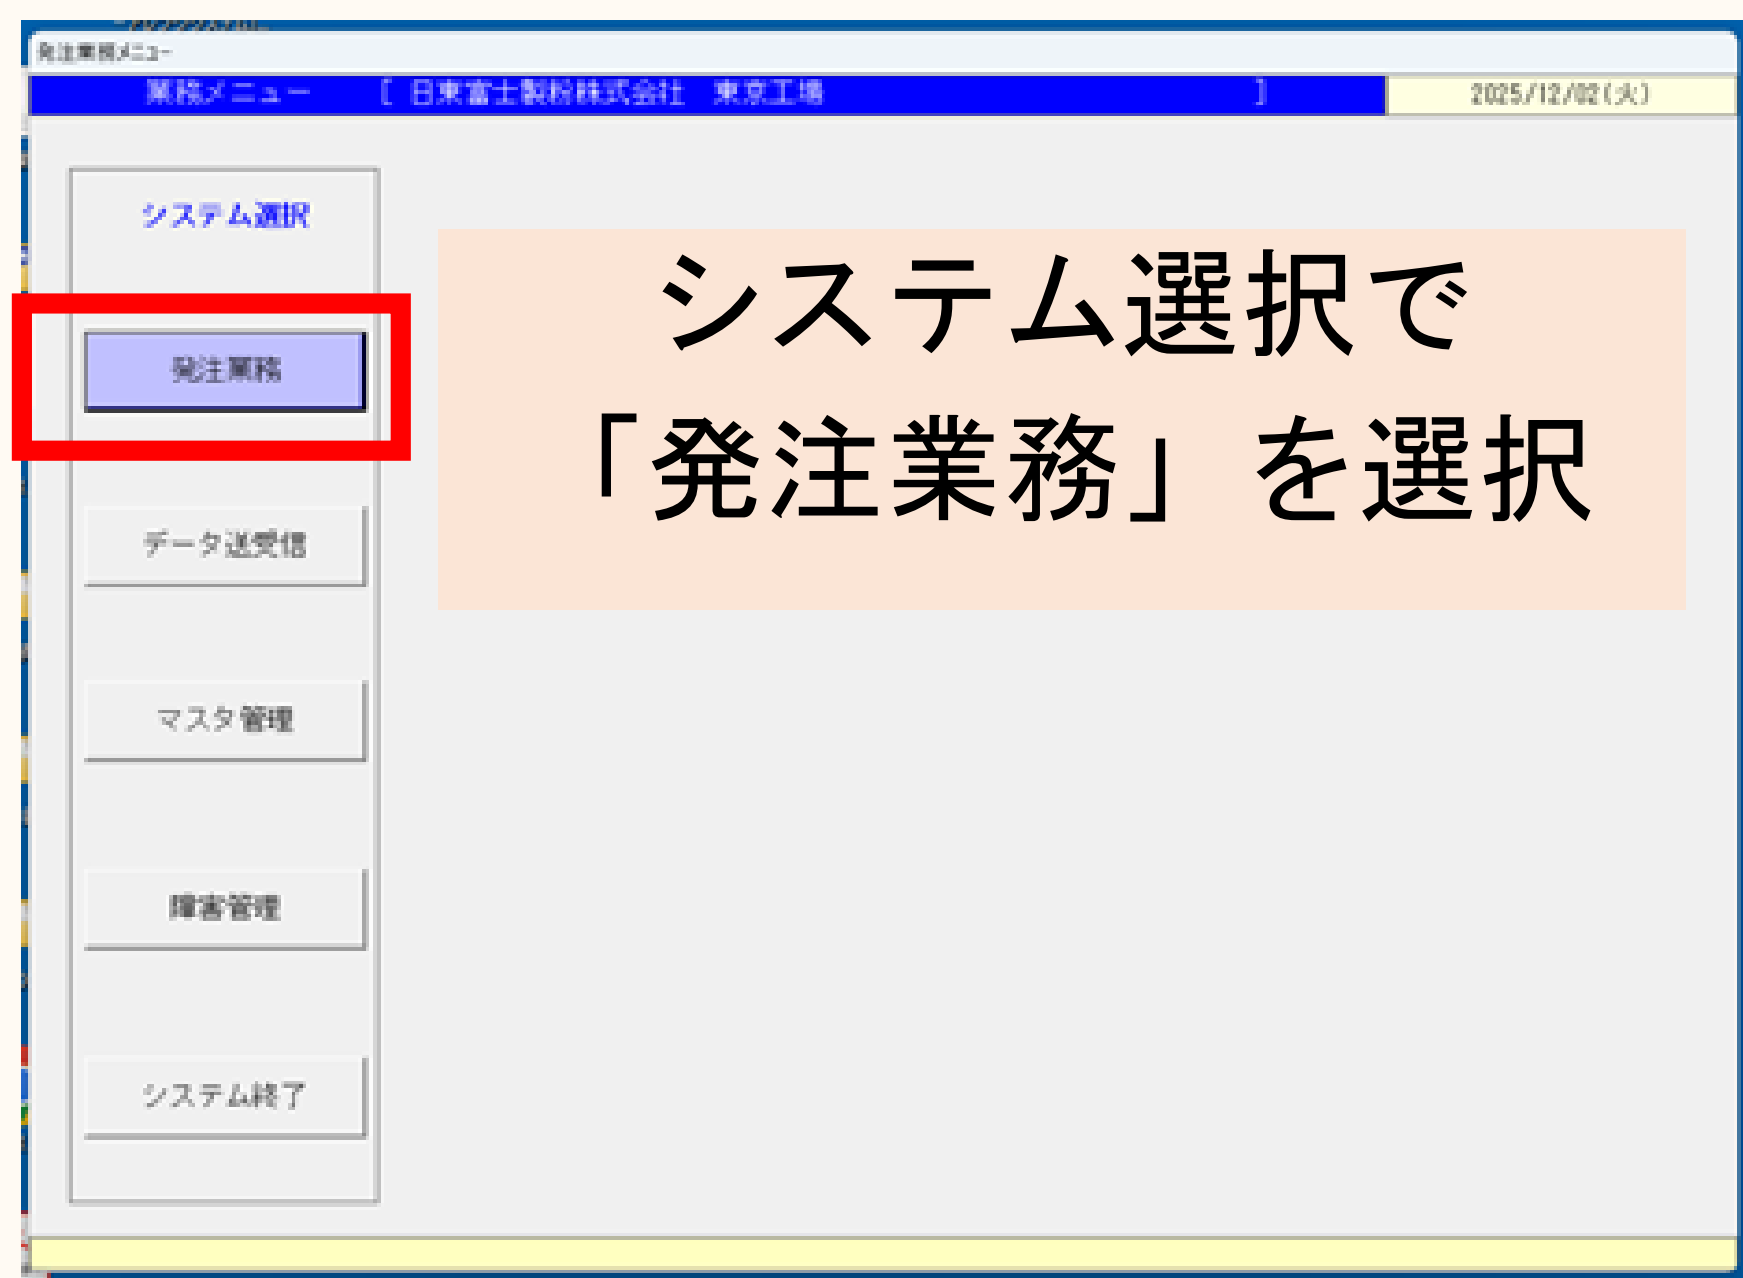 発注業務メニュー
業務メニュー [ 日東富士製粉株式会社 東京工場 ] 2025/12/02(火)
システム選択
発注業務
データ送受信
マスタ管理
障害管理
システム終了
システム選択で
「発注業務」を選択